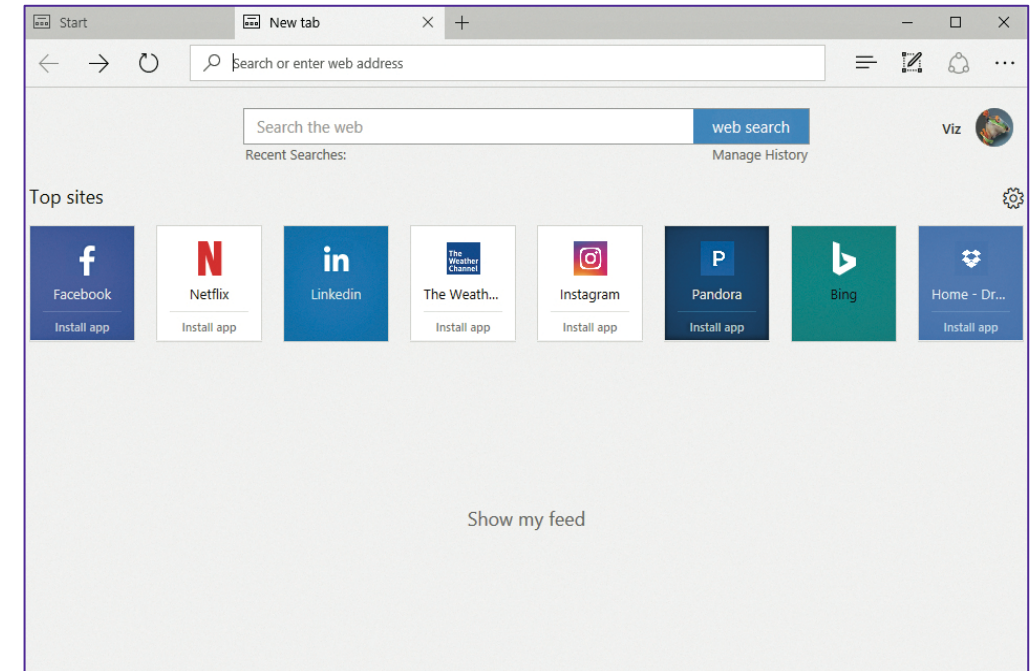 Start
New tab
Search or enter web address
Search the web
web search
Viz
Recent Searches:
Manage History
Top sites
f
N
in
The
Weather
Channel
P
b
Facebook
Netflix
Linkedin
The Weath...
Instagram
Pandora
Bing
Home - Dr...
Install app
Install app
Install app
Install app
Install app
Install app
Show my feed